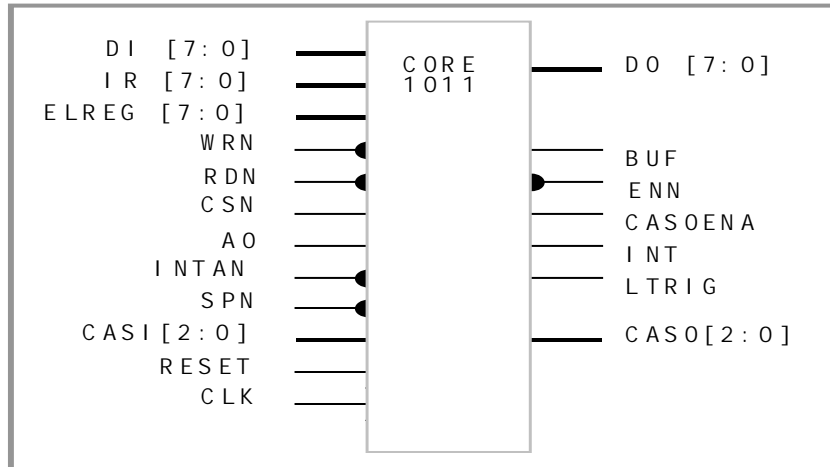 DI [7:0]
IR [7:0]
ELREG [7:0]
WRN
RDN
CSN
A0
INTAN
SPN
CASI[2:0]
RESET
CLK
CORE
1011
DO [7:0]
BUF
ENN
CASOENA
INT
LTRIG
CASO[2:0]